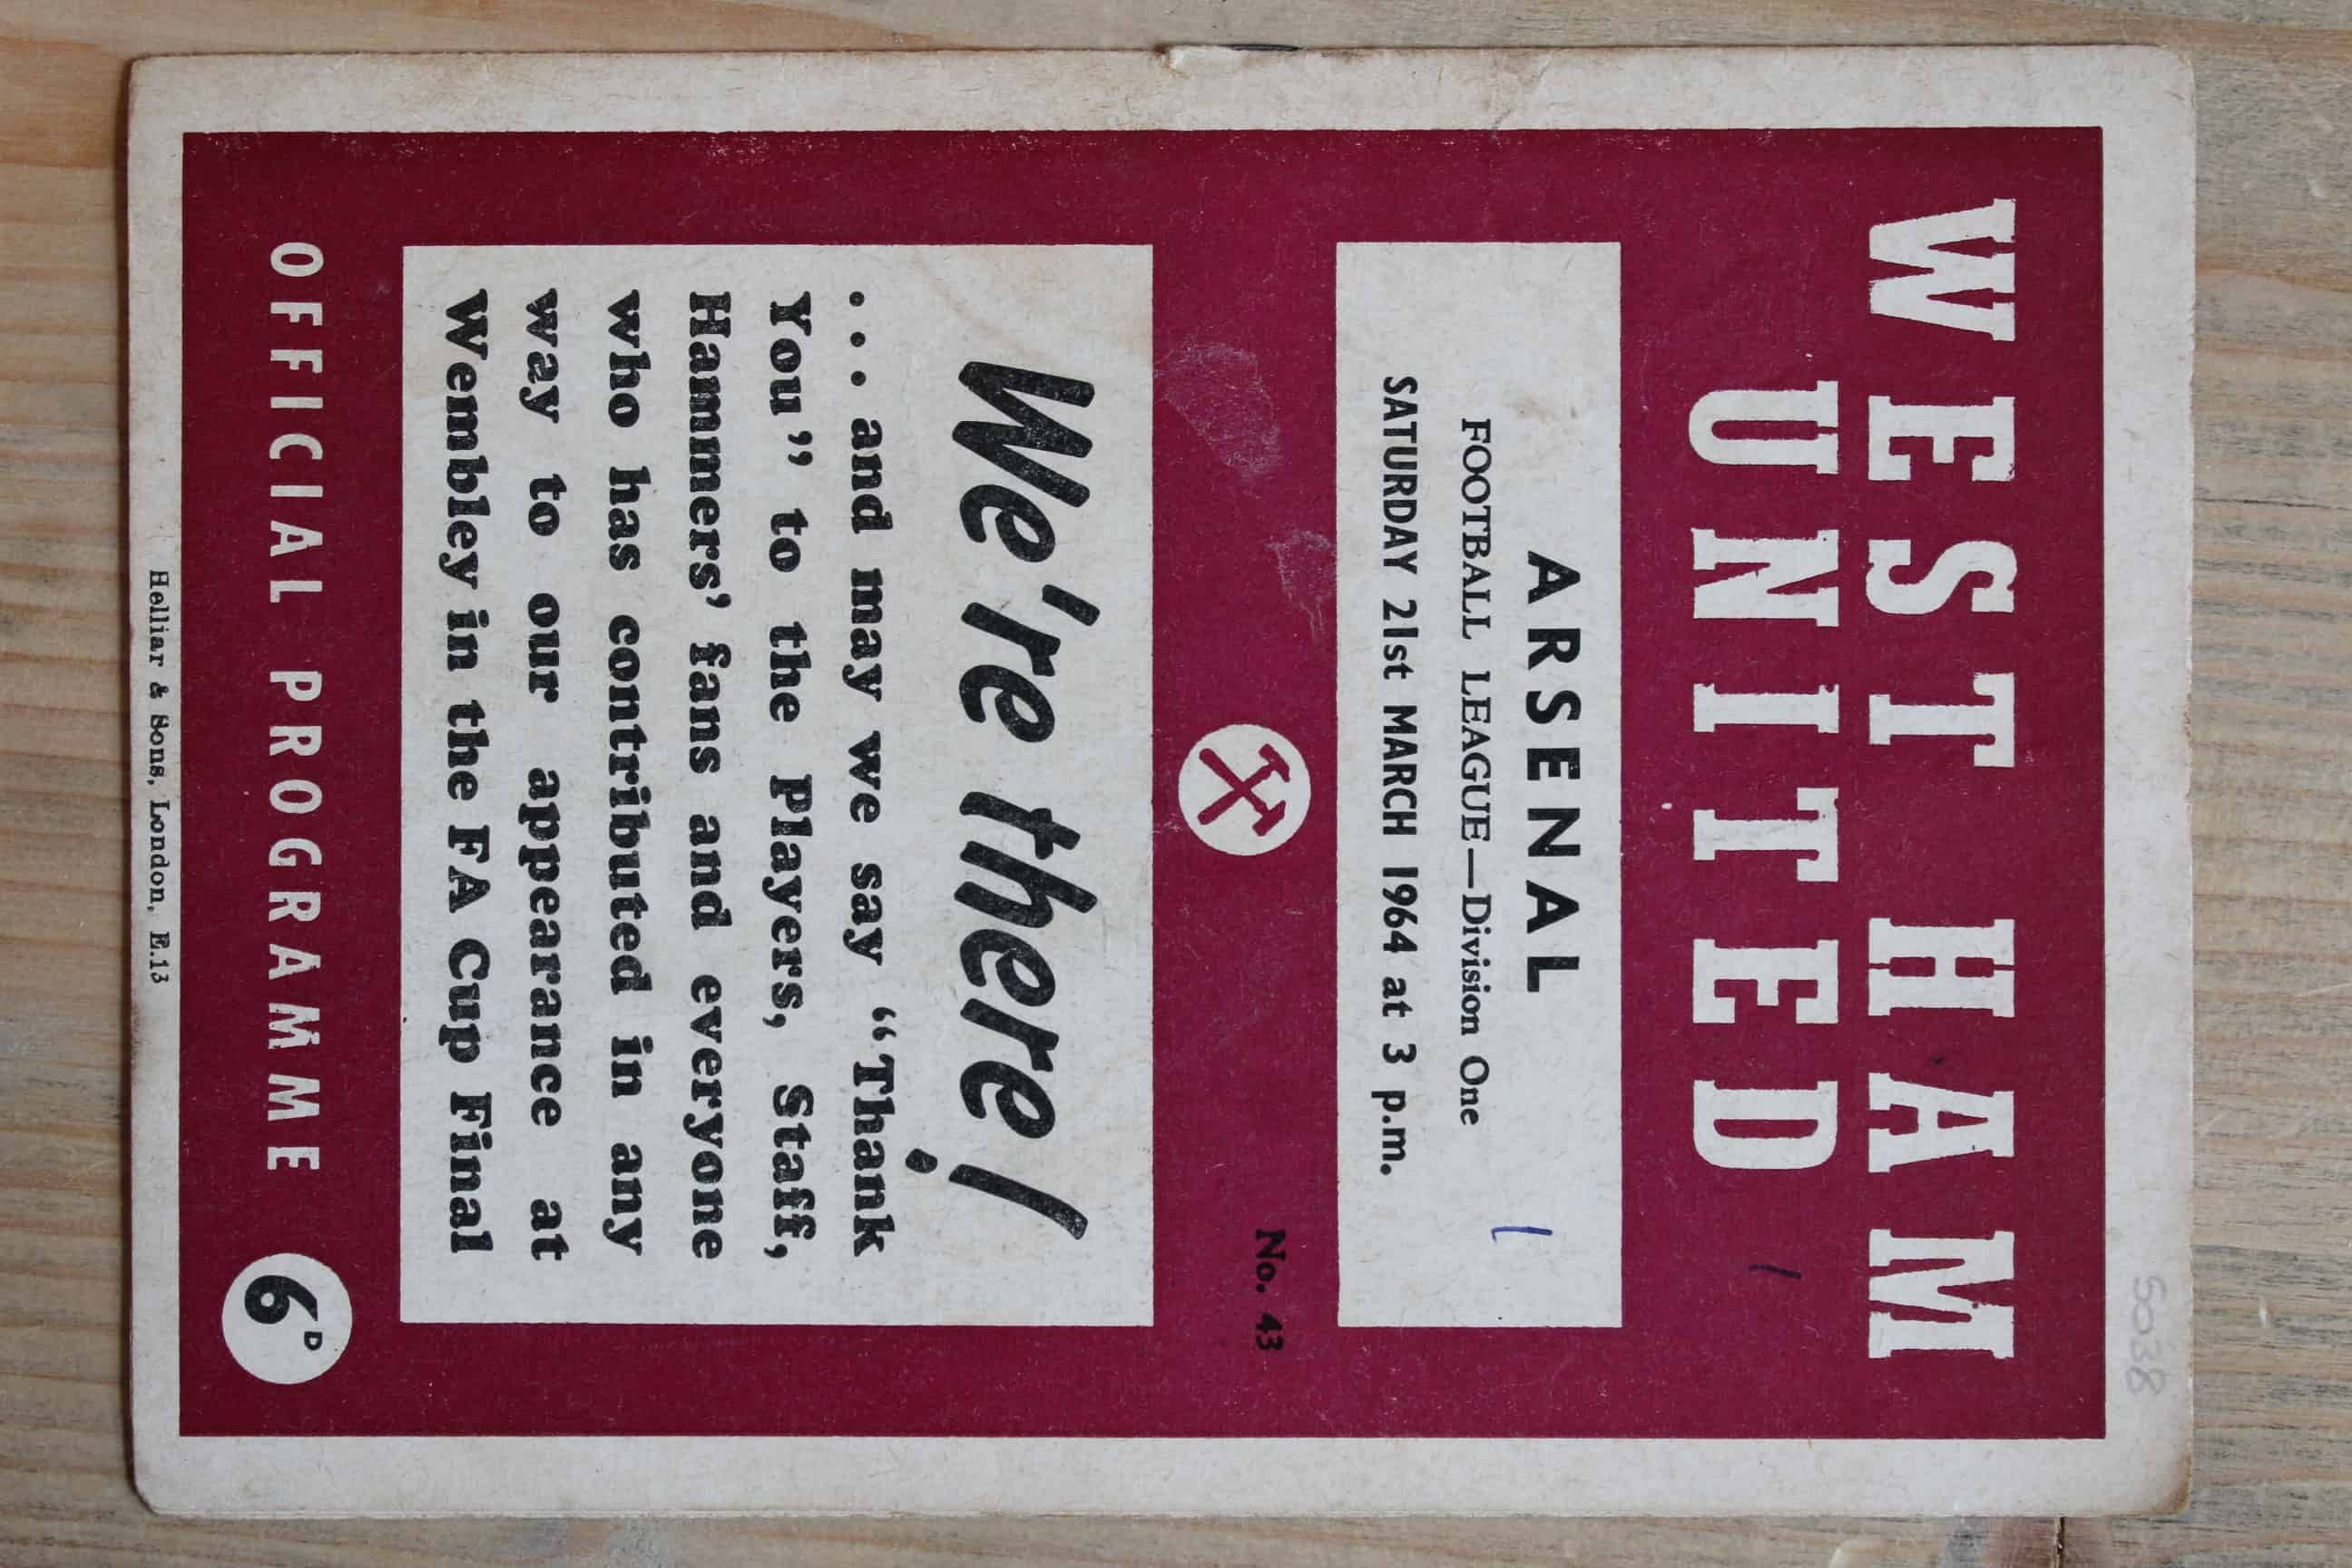 5038
WEST HAM
UNITED
ARSENAL
FOOTBALL LEAGUE—Division One
SATURDAY 21st MARCH 1964 at 3 p.m.
No. 43
We're there!
. . . and may we say “Thank
You” to the Players, Staff,
Hammers’ fans and everyone
who has contributed in any
way to our appearance at
Wembley in the FA Cup Final
OFFICIAL PROGRAMME
6D
Helliar & Sons, London, E.13